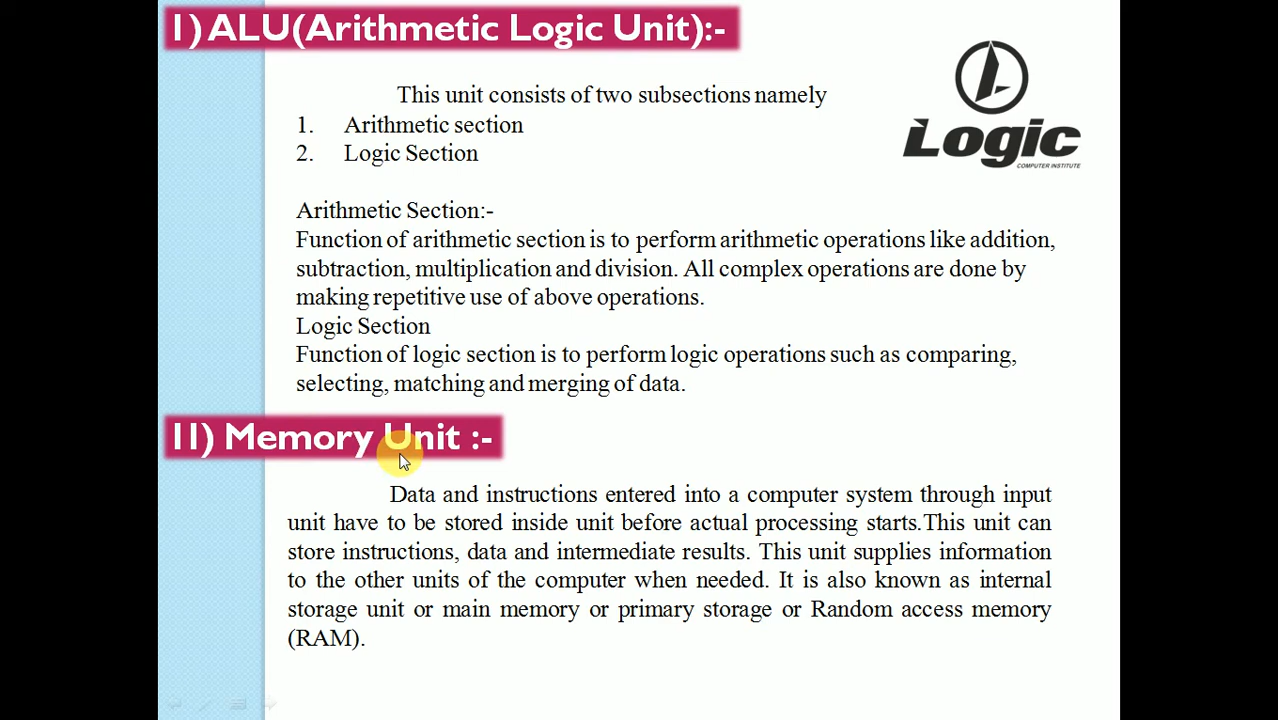 I) ALU(Arithmetic Logic Unit):-
Logic
COMPUTER INSTITUTE
This unit consists of two subsections namely
1. Arithmetic section
2. Logic Section
Arithmetic Section:-
Function of arithmetic section is to perform arithmetic operations like addition,
subtraction, multiplication and division. All complex operations are done by
making repetitive use of above operations.
Logic Section
Function of logic section is to perform logic operations such as comparing,
selecting, matching and merging of data.
II) Memory Unit :-
Data and instructions entered into a computer system through input
unit have to be stored inside unit before actual processing starts.This unit can
store instructions, data and intermediate results. This unit supplies information
to the other units of the computer when needed. It is also known as internal
storage unit or main memory or primary storage or Random access memory
(RAM).